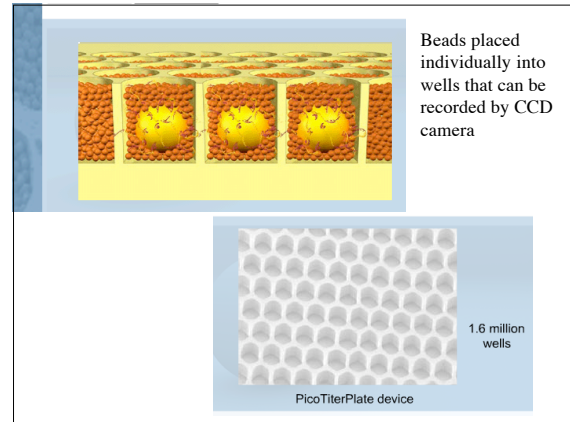 Beads placed
individually into
wells that can be
recorded by CCD
camera
1.6 million
wells
PicoTiterPlate device